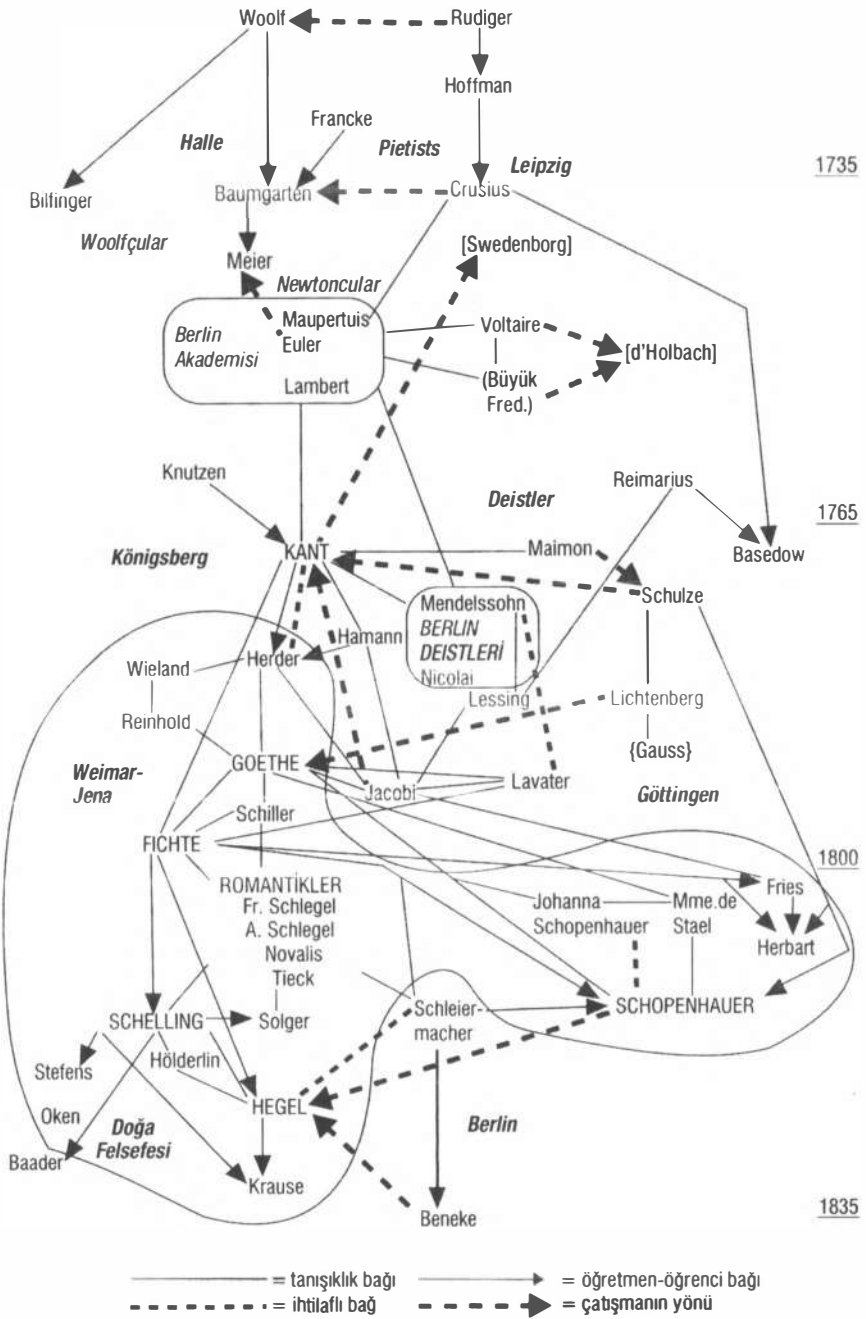 Woolf
Rudiger
Hoffman
Francke
Halle
Pietists
Leipzig
1735
Bilfinger
Baumgarten
Crusius
Woolfçular
Meier
[Swedenborg]
Newtoncular
Berlin
Akademisi
Maupertuis
Euler
Lambert
Voltaire
[d'Holbach]
(Büyük
Fred.)
Knutzen
Deistler
Reimarius
1765
Königsberg
KANT
Maimon
Basedow
Schulze
Mendelssohn
BERLIN
DEISTLERİ
Nicolai
Lessing
Hamann
Wieland
Herder
Reinhold
Lichtenberg
{Gauss}
Weimar-
Jena
GOETHE
Jacobi
Lavater
Göttingen
Schiller
FICHTE
1800
ROMANTİKLER
Fr. Schlegel
A. Schlegel
Novalis
Tieck
Johanna
Schopenhauer
Mme.de
Stael
Fries
Herbart
SCHELLING
Solger
Schleier-
macher
SCHOPENHAUER
Stefens
Hölderlin
Oken
HEGEL
Baader
Doğa
Felsefesi
Berlin
Krause
Beneke
1835
= tanışıklık bağı
= öğretmen-öğrenci bağı
= ihtilaflı bağ
= çatışmanın yönü